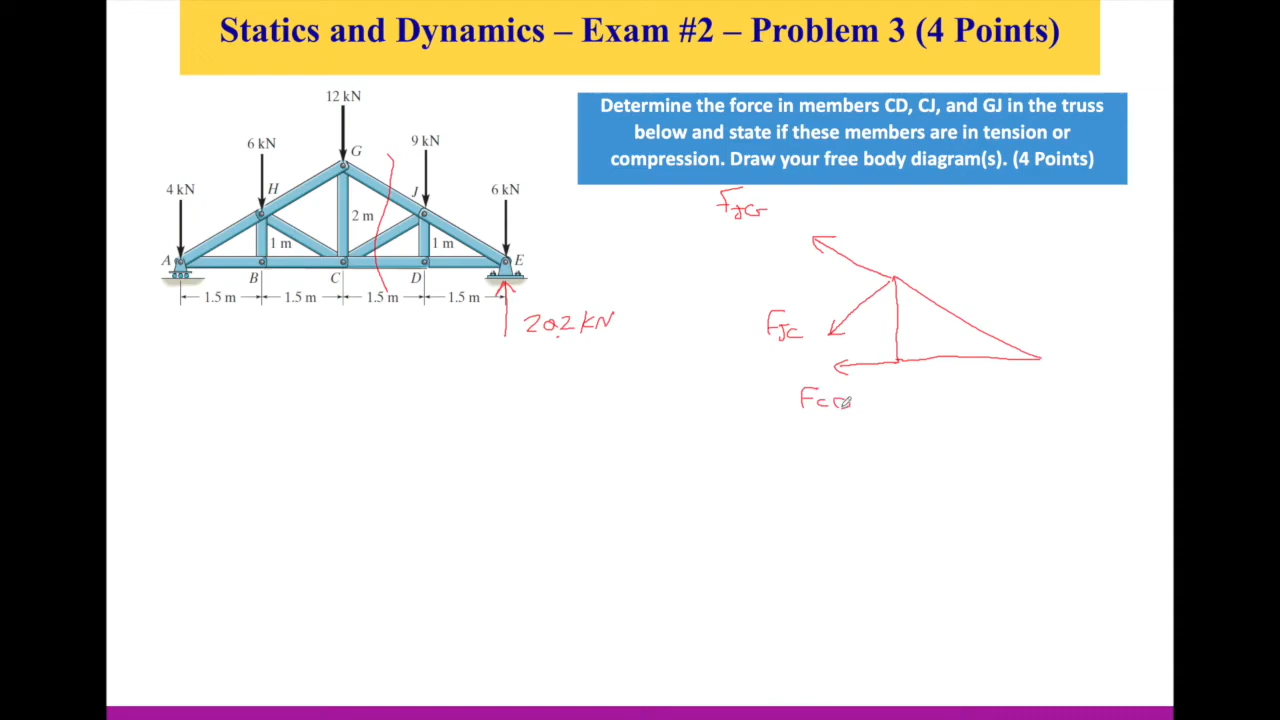 Statics and Dynamics – Exam #2 – Problem 3 (4 Points)
Determine the force in members CD, CJ, and GJ in the truss
below and state if these members are in tension or
compression. Draw your free body diagram(s). (4 Points)
12 kN
6 kN
G
9 kN
4 kN
H
J
6 kN
2 m
1 m
1 m
A
B
C
D
E
1.5 m
1.5 m
1.5 m
1.5 m
20.2 KN
FJG
FJC
FCD